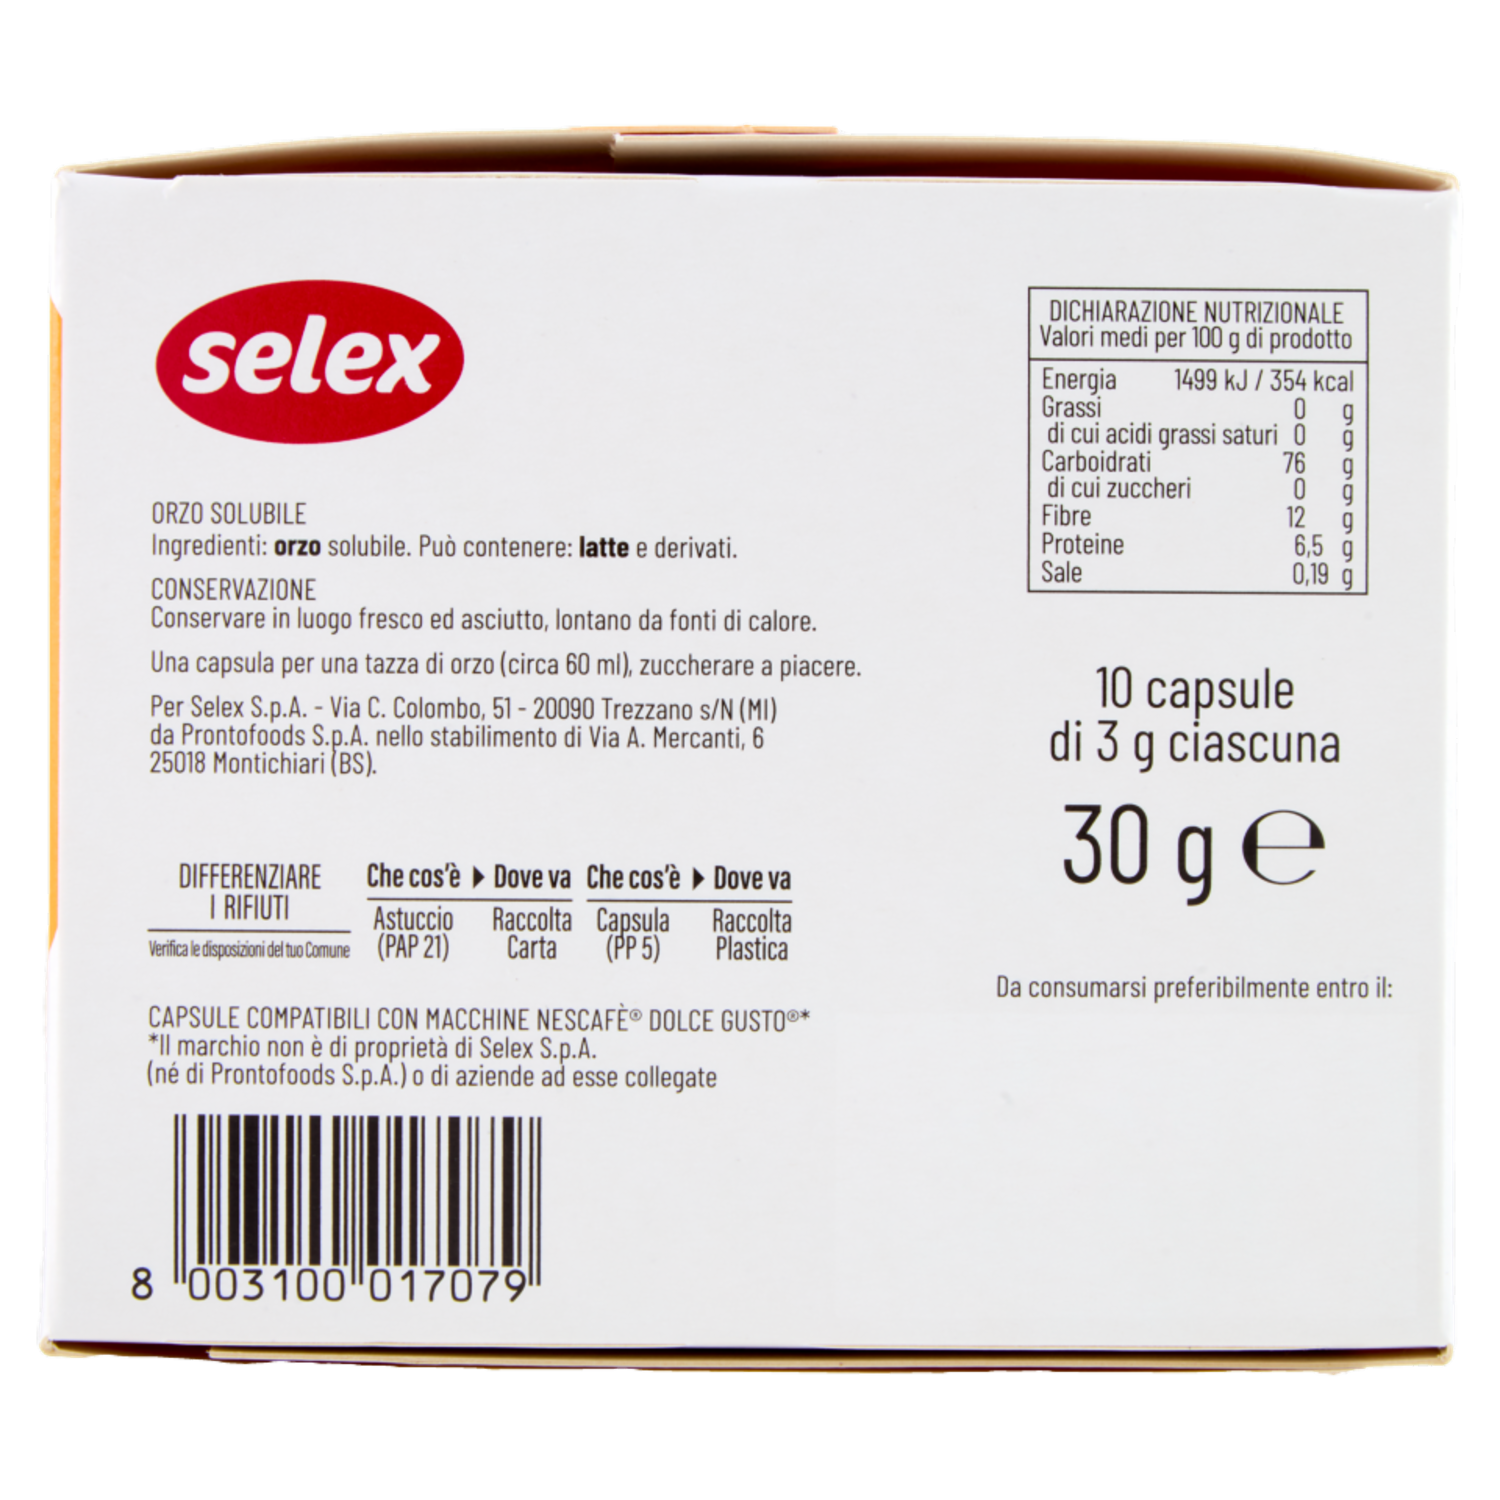 selex
ORZO SOLUBILE
Ingredienti: orzo solubile. Può contenere: latte e derivati.
CONSERVAZIONE
Conservare in luogo fresco ed asciutto, lontano da fonti di calore.
Una capsula per una tazza di orzo (circa 60 ml), zuccherare a piacere.
Per Selex S.p.A. - Via C. Colombo, 51 - 20090 Trezzano s/N (MI)
da Prontofoods S.p.A. nello stabilimento di Via A. Mercanti, 6
25018 Montichiari (BS).
DIFFERENZIARE
I RIFIUTI
Verifica le disposizioni del tuo Comune
Che cos'è Dove va Che cos'è Dove va
Astuccio Raccolta Capsula Raccolta
(PAP 21) Carta (PP 5) Plastica
CAPSULE COMPATIBILI CON MACCHINE NESCAFÈ® DOLCE GUSTO®*
*Il marchio non è di proprietà di Selex S.p.A.
(né di Prontofoods S.p.A.) o di aziende ad esse collegate
8 003100 017079
DICHIARAZIONE NUTRIZIONALE
Valori medi per 100 g di prodotto
Energia 1499 kJ / 354 kcal
Grassi 0 g
di cui acidi grassi saturi 0 g
Carboidrati 76 g
di cui zuccheri 0 g
Fibre 12 g
Proteine 6,5 g
Sale 0,19 g
10 capsule
di 3 g ciascuna
30 g ℮
Da consumarsi preferibilmente entro il: